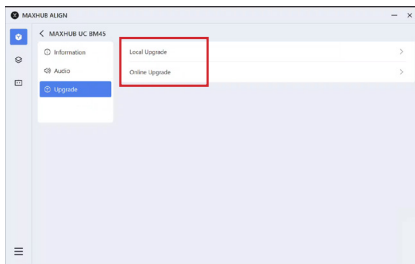 MAXHUB ALIGN
MAXHUB UC BM45
Information
Local Upgrade
Audio
Online Upgrade
Upgrade